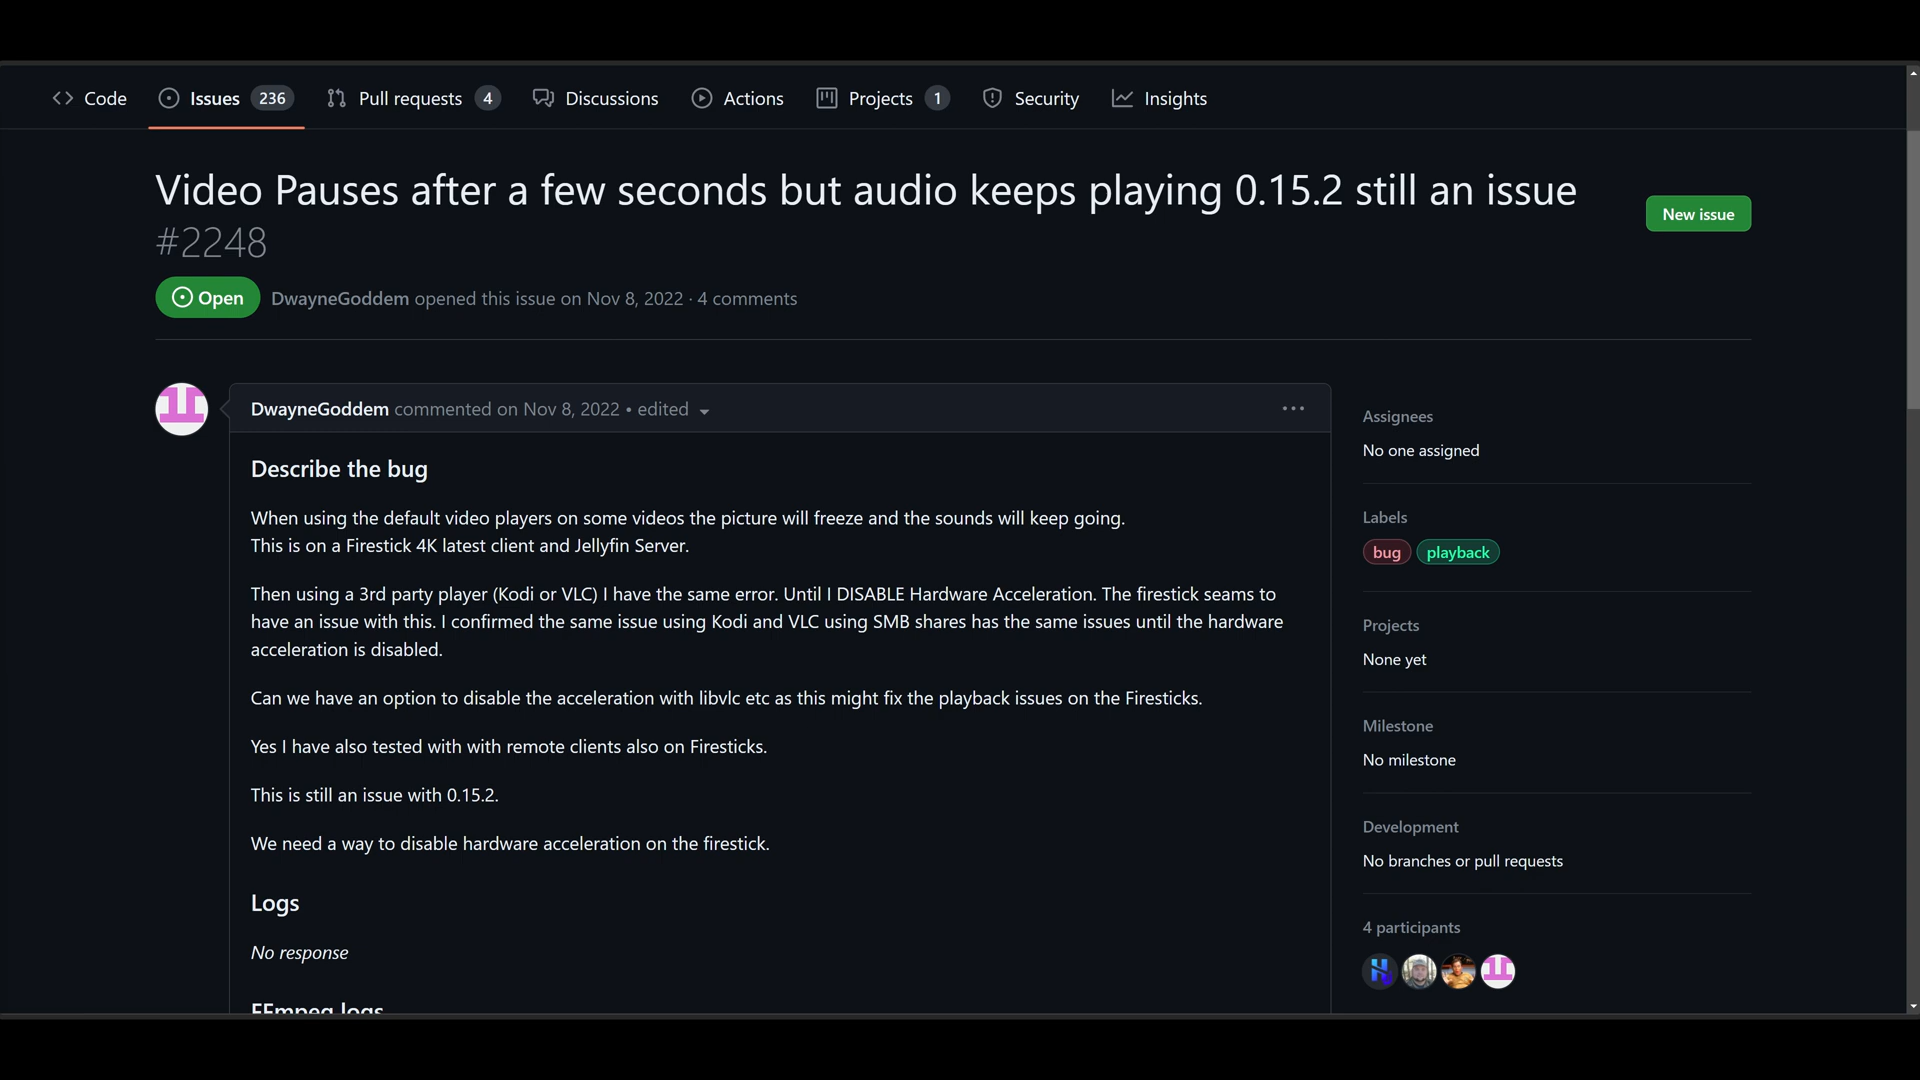 Code Issues 236 Pull requests 4 Discussions Actions Projects 1 Security Insights
Video Pauses after a few seconds but audio keeps playing 0.15.2 still an issue
#2248
New issue
Open DwayneGoddem opened this issue on Nov 8, 2022 · 4 comments
DwayneGoddem commented on Nov 8, 2022 • edited
Describe the bug
When using the default video players on some videos the picture will freeze and the sounds will keep going.
This is on a Firestick 4K latest client and Jellyfin Server.
Then using a 3rd party player (Kodi or VLC) I have the same error. Until I DISABLE Hardware Acceleration. The firestick seams to
have an issue with this. I confirmed the same issue using Kodi and VLC using SMB shares has the same issues until the hardware
acceleration is disabled.
Can we have an option to disable the acceleration with libvlc etc as this might fix the playback issues on the Firesticks.
Yes I have also tested with with remote clients also on Firesticks.
This is still an issue with 0.15.2.
We need a way to disable hardware acceleration on the firestick.
Logs
No response
FFmpeg logs
Assignees
No one assigned
Labels
bug playback
Projects
None yet
Milestone
No milestone
Development
No branches or pull requests
4 participants